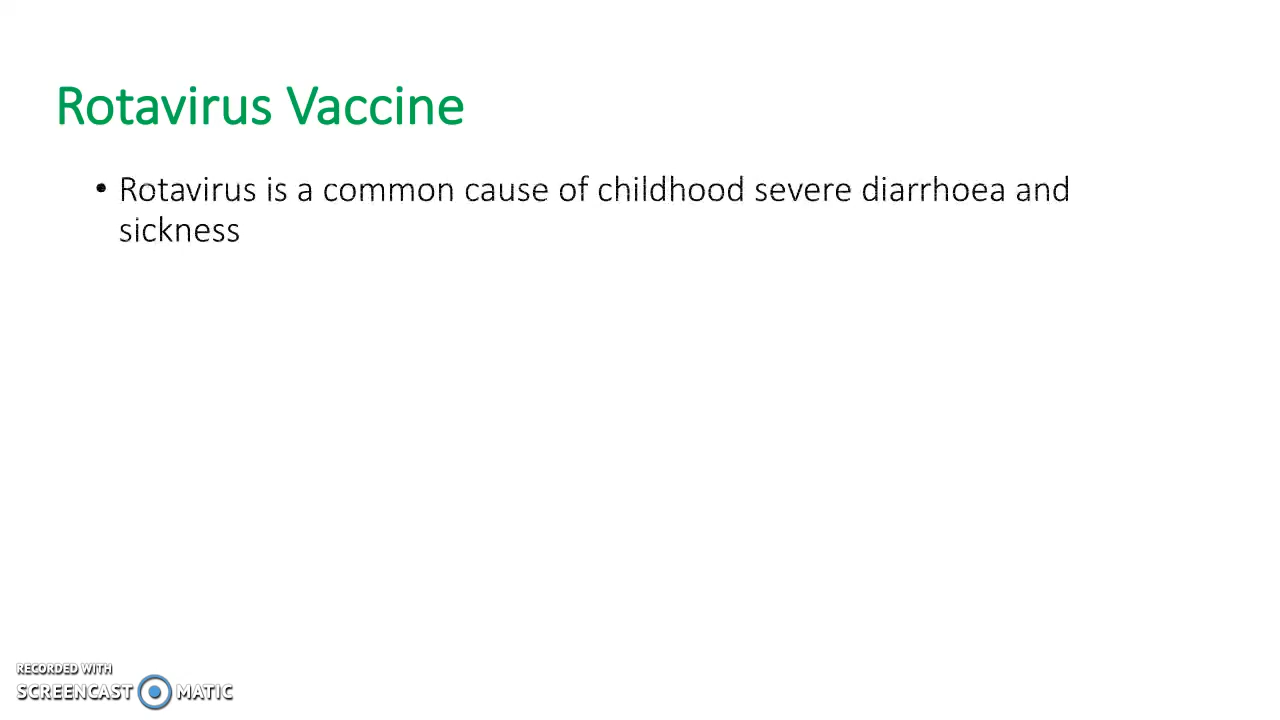 Rotavirus Vaccine
• Rotavirus is a common cause of childhood severe diarrhoea and
sickness
RECORDED WITH
SCREENCAST MATIC